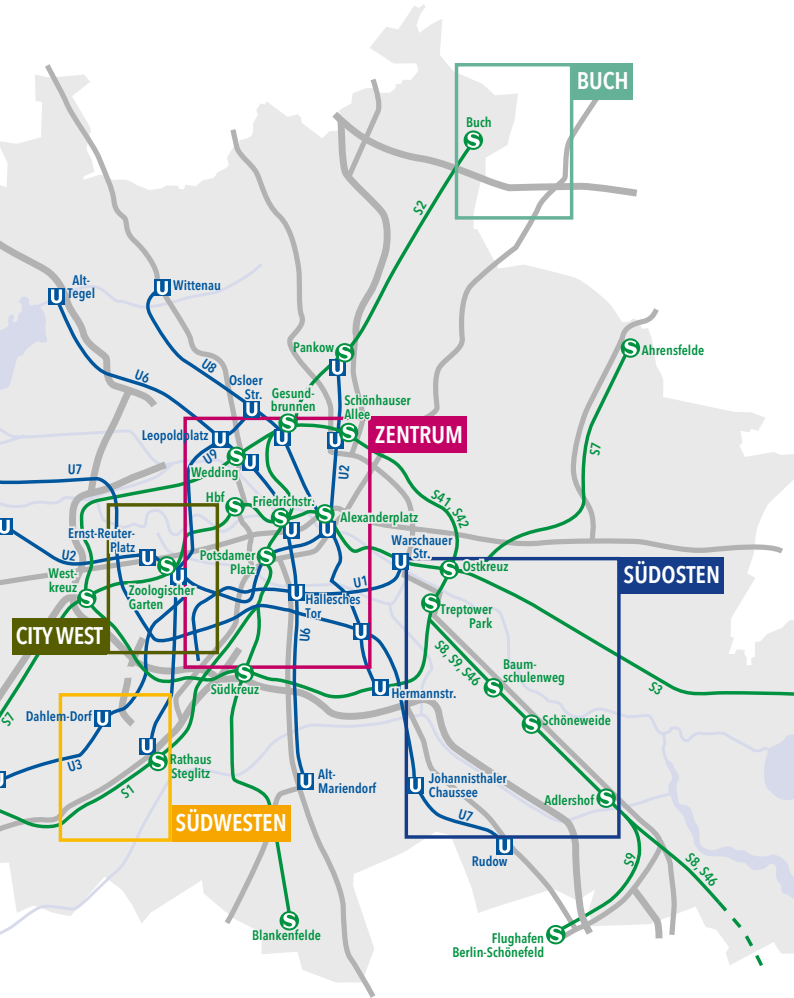 BUCH
Buch
S
S2
Alt-
Tegel
U
U
Wittenau
Pankow
S
U
S
Ahrensfelde
U8
U6
Osloer
Str.
U
Gesund-
brunnen
S
Schönhauser
Allee
S
U
U
ZENTRUM
Leopoldplatz
U
U9
S
U
Wedding
U2
S7
U7
S41, S42
Hbf
S
Friedrichstr.
S
U
S
U
Alexanderplatz
U
Ernst-Reuter-
Platz
U
U2
S
U
Potsdamer
Platz
S
Warschauer
Str.
U
S
Ostkreuz
SÜDOSTEN
West-
kreuz
S
Zoologischer
Garten
U1
U
Hallesches
Tor
S
Treptower
Park
CITY WEST
U6
U
S8, S9, S46
Baum-
schulenweg
S
S
Südkreuz
U
Hermannstr.
S3
S7
Dahlem-Dorf
U
S
Schöneweide
U
U3
U
S
Rathaus
Steglitz
S1
U
Alt-
Mariendorf
U
Johannisthaler
Chaussee
Adlershof
S
SÜDWESTEN
U7
U
Rudow
S9
S8, S46
S
Blankenfelde
Flughafen
Berlin-Schönefeld
S